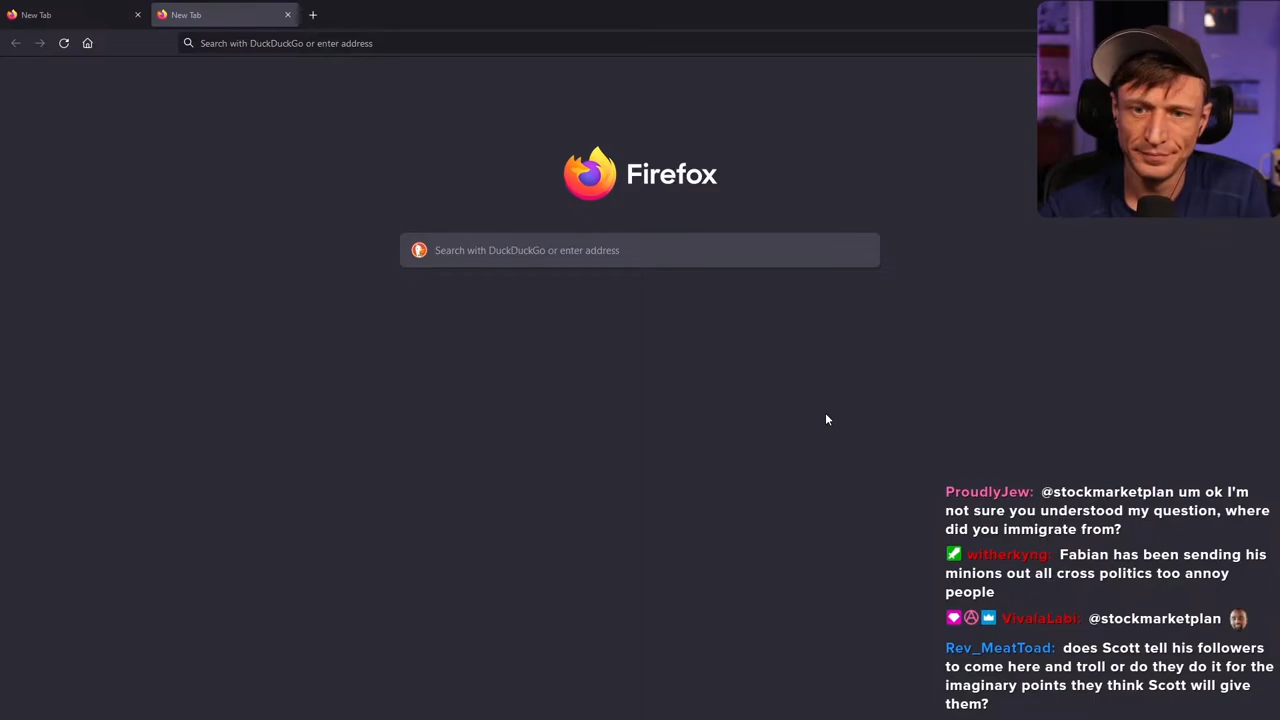 New Tab
New Tab
Search with DuckDuckGo or enter address
Firefox
Search with DuckDuckGo or enter address
ProudlyJew: @stockmarketplan um ok I'm
not sure you understood my question, where
did you immigrate from?
witherkyng: Fabian has been sending his
minions out all cross politics too annoy
people
VivalaLabi: @stockmarketplan
Rev_MeatToad: does Scott tell his followers
to come here and troll or do they do it for the
imaginary points they think Scott will give
them?